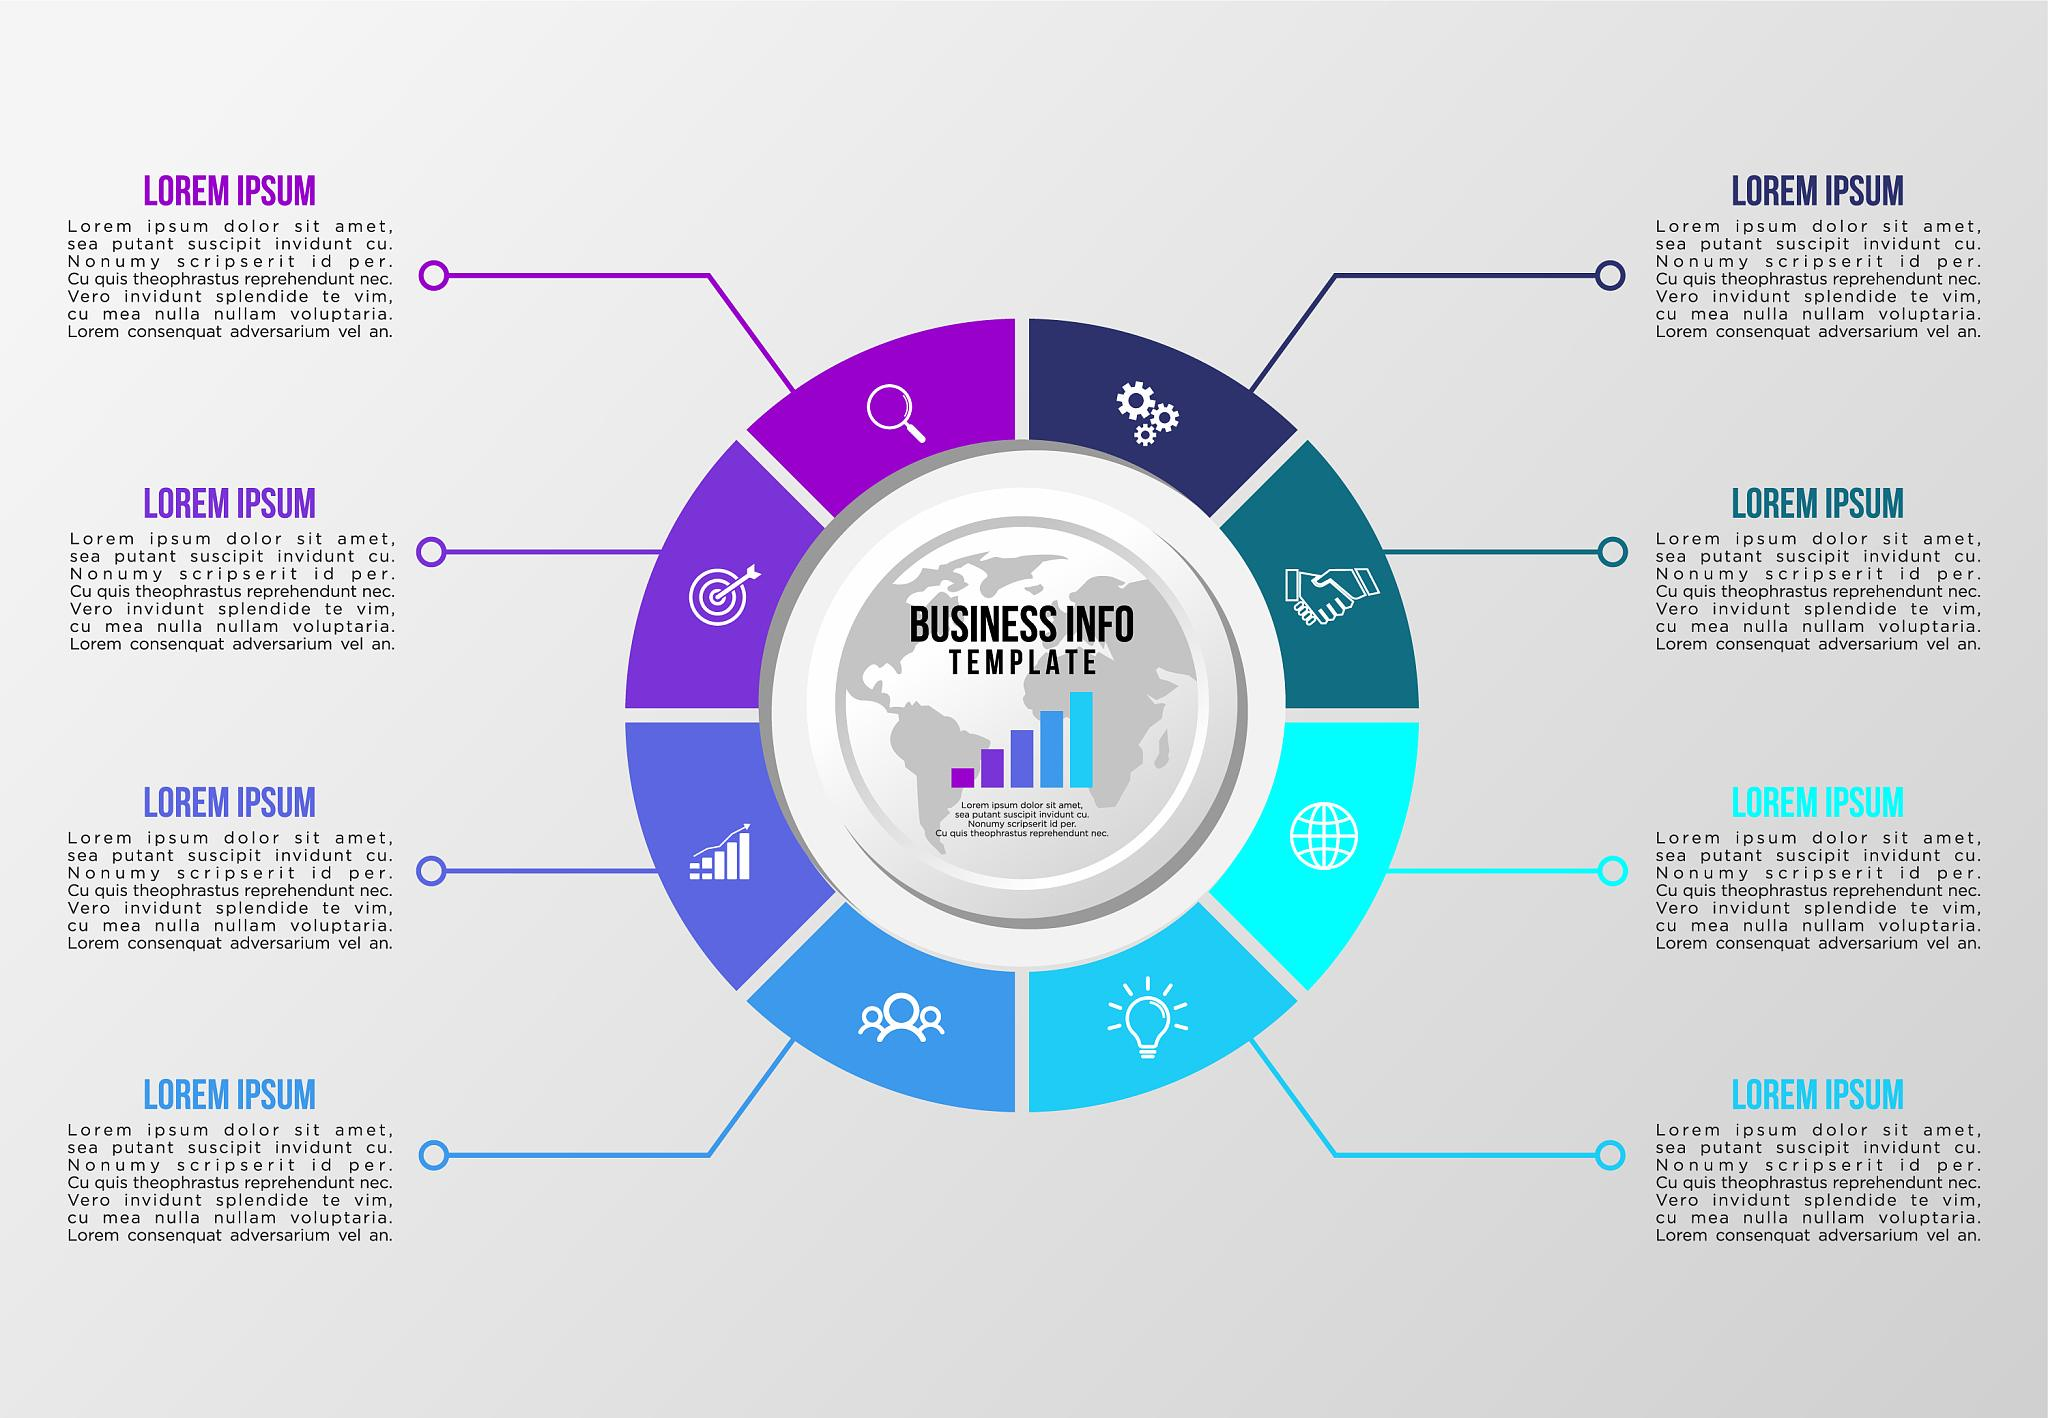 LOREM IPSUM
Lorem ipsum dolor sit amet,
sea putant suscipit invidunt cu.
Nonumy scripserit id per.
Cu quis theophrastus reprehendunt nec.
Vero invidunt splendide te vim,
cu mea nulla nullam voluptaria.
Lorem consenquat adversarium vel an.
LOREM IPSUM
Lorem ipsum dolor sit amet,
sea putant suscipit invidunt cu.
Nonumy scripserit id per.
Cu quis theophrastus reprehendunt nec.
Vero invidunt splendide te vim,
cu mea nulla nullam voluptaria.
Lorem consenquat adversarium vel an.
LOREM IPSUM
Lorem ipsum dolor sit amet,
sea putant suscipit invidunt cu.
Nonumy scripserit id per.
Cu quis theophrastus reprehendunt nec.
Vero invidunt splendide te vim,
cu mea nulla nullam voluptaria.
Lorem consenquat adversarium vel an.
LOREM IPSUM
Lorem ipsum dolor sit amet,
sea putant suscipit invidunt cu.
Nonumy scripserit id per.
Cu quis theophrastus reprehendunt nec.
Vero invidunt splendide te vim,
cu mea nulla nullam voluptaria.
Lorem consenquat adversarium vel an.
BUSINESS INFO
TEMPLATE
Lorem ipsum dolor sit amet,
sea putant suscipit invidunt cu.
Nonumy scripserit id per.
Cu quis theophrastus reprehendunt nec.
LOREM IPSUM
Lorem ipsum dolor sit amet,
sea putant suscipit invidunt cu.
Nonumy scripserit id per.
Cu quis theophrastus reprehendunt nec.
Vero invidunt splendide te vim,
cu mea nulla nullam voluptaria.
Lorem consenquat adversarium vel an.
LOREM IPSUM
Lorem ipsum dolor sit amet,
sea putant suscipit invidunt cu.
Nonumy scripserit id per.
Cu quis theophrastus reprehendunt nec.
Vero invidunt splendide te vim,
cu mea nulla nullam voluptaria.
Lorem consenquat adversarium vel an.
LOREM IPSUM
Lorem ipsum dolor sit amet,
sea putant suscipit invidunt cu.
Nonumy scripserit id per.
Cu quis theophrastus reprehendunt nec.
Vero invidunt splendide te vim,
cu mea nulla nullam voluptaria.
Lorem consenquat adversarium vel an.
LOREM IPSUM
Lorem ipsum dolor sit amet,
sea putant suscipit invidunt cu.
Nonumy scripserit id per.
Cu quis theophrastus reprehendunt nec.
Vero invidunt splendide te vim,
cu mea nulla nullam voluptaria.
Lorem consenquat adversarium vel an.